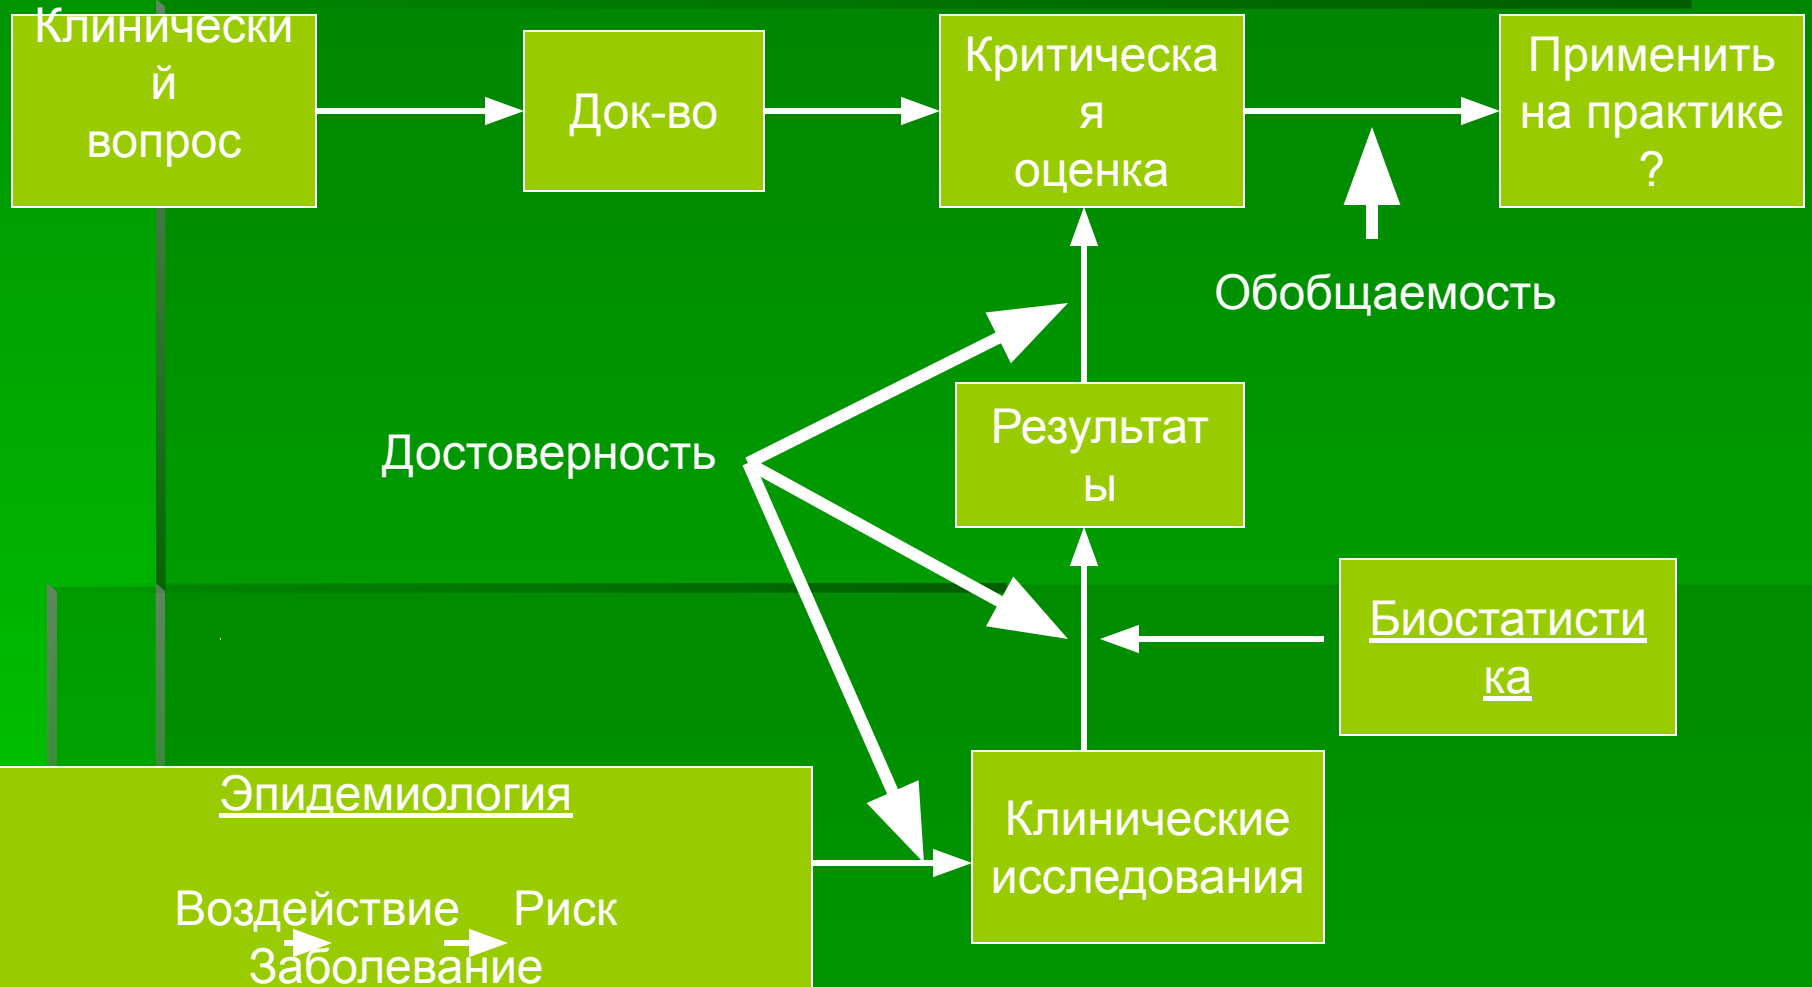 Клинически
й
вопрос
Док-во
Критическа
я
оценка
Применить
на практике
?
Обобщаемость
Достоверность
Результат
ы
Биостатисти
ка
Эпидемиология
Воздействие Риск
Заболевание
Клинические
исследования